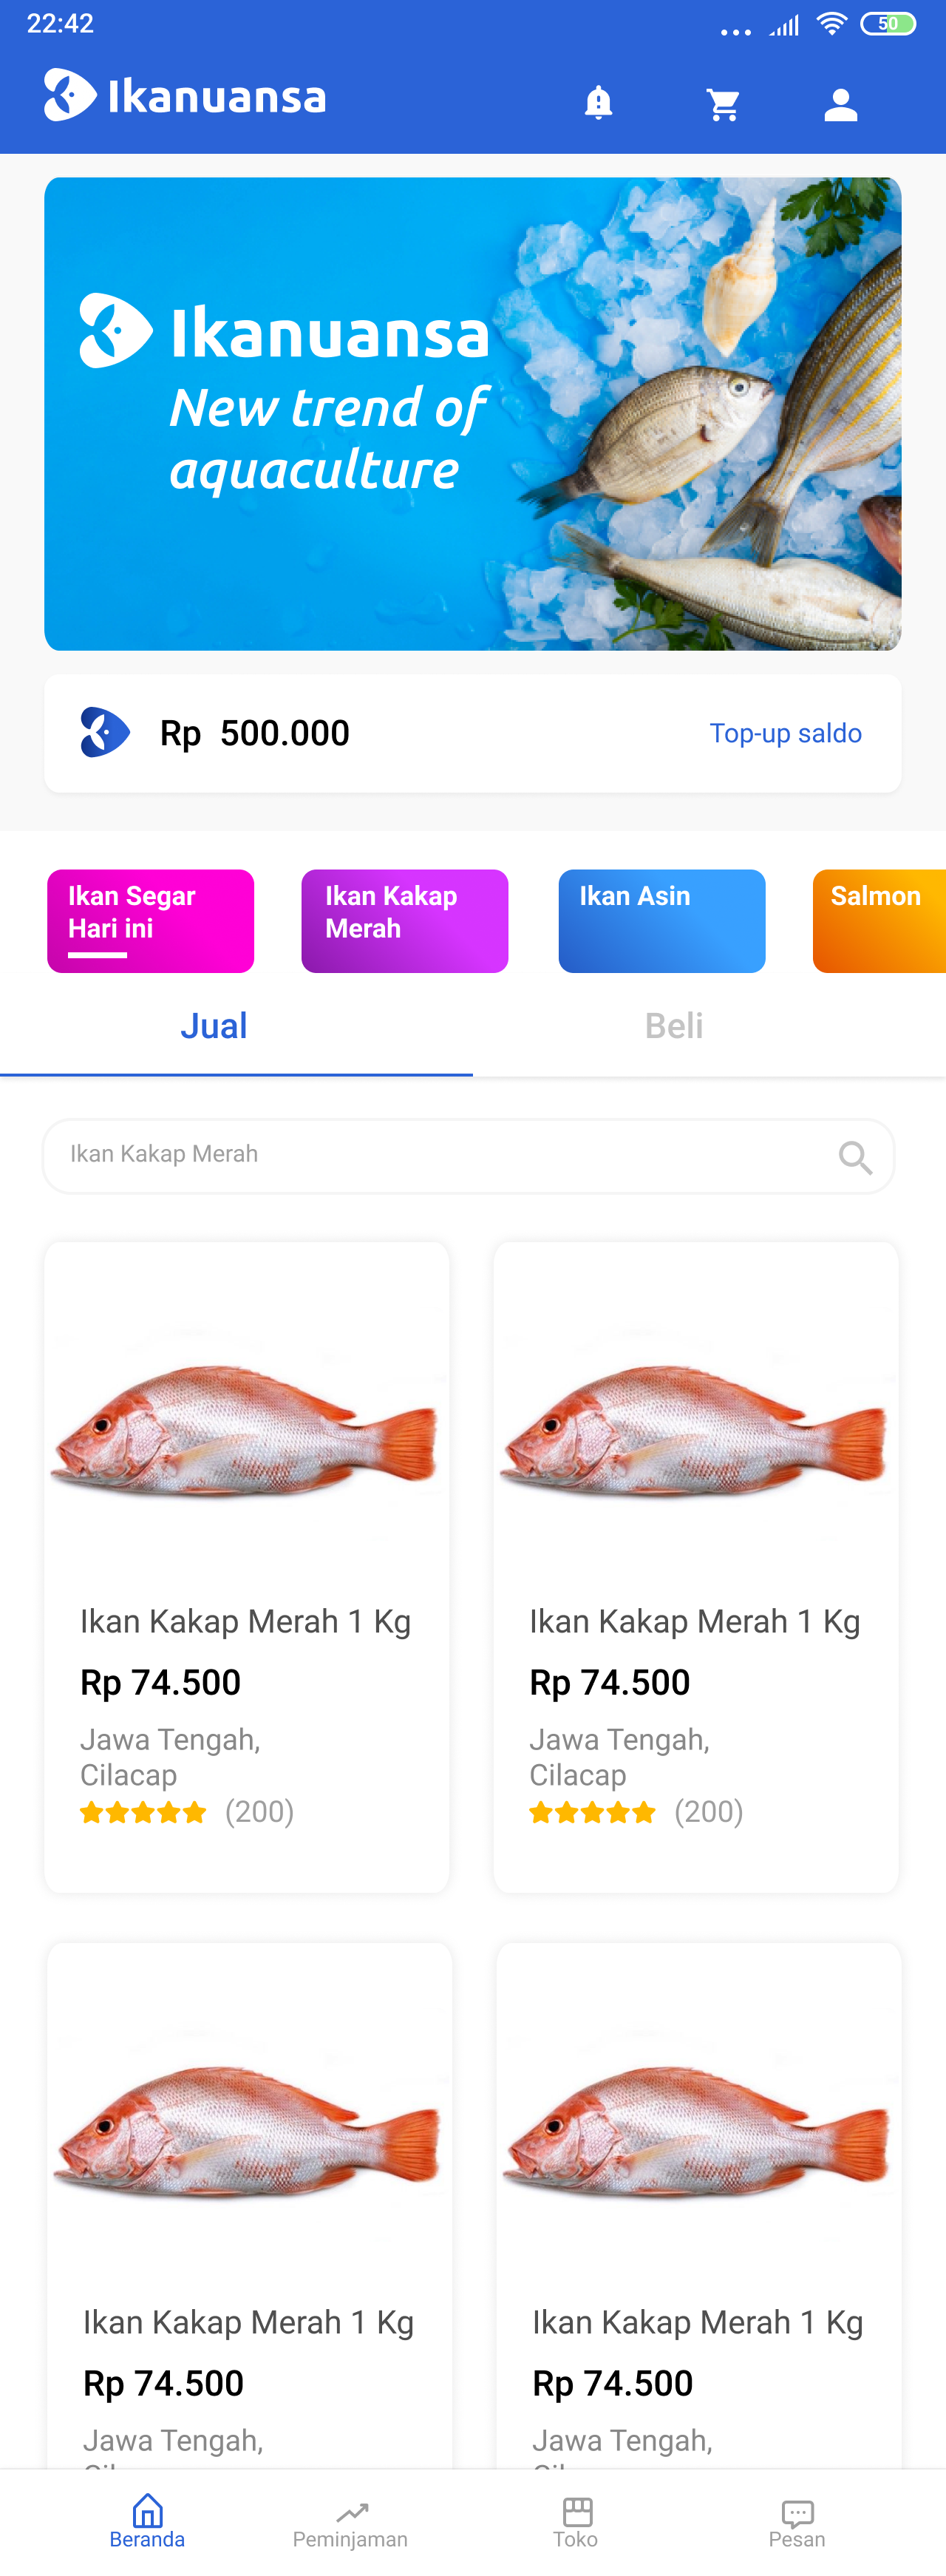 22:42
50
Ikanuansa
Ikanuansa
New trend of
aquaculture
Rp 500.000
Top-up saldo
Ikan Segar
Hari ini
Ikan Kakap
Merah
Ikan Asin
Salmon
Jual
Beli
Ikan Kakap Merah
Ikan Kakap Merah 1 Kg
Rp 74.500
Jawa Tengah,
Cilacap
(200)
Ikan Kakap Merah 1 Kg
Rp 74.500
Jawa Tengah,
Cilacap
(200)
Ikan Kakap Merah 1 Kg
Rp 74.500
Jawa Tengah,
Ikan Kakap Merah 1 Kg
Rp 74.500
Jawa Tengah,
Beranda
Peminjaman
Toko
Pesan